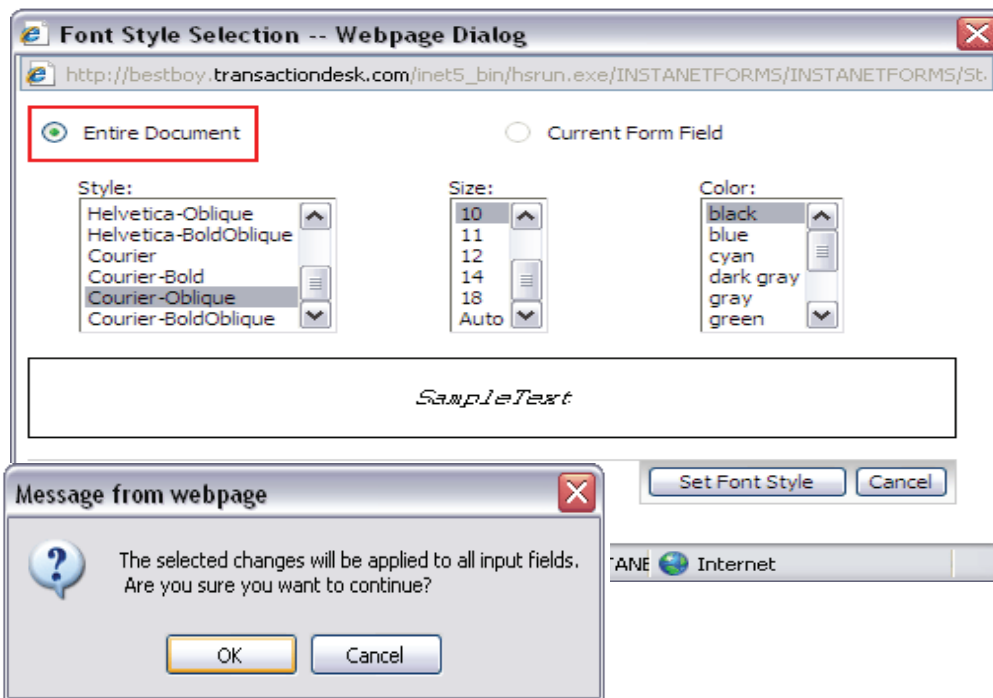 Font Style Selection -- Webpage Dialog
http://bestboy.transactiondesk.com/inet5_bin/hsrun.exe/INSTANETFORMS/INSTANETFORMS/St.
Entire Document Current Form Field
Style: Size: Color:
Helvetica-Oblique 10 black
Helvetica-BoldOblique 11 blue
Courier 12 cyan
Courier-Bold 14 dark gray
Courier-Oblique 18 gray
Courier-BoldOblique Auto green
SampleText
Set Font Style Cancel
Message from webpage
The selected changes will be applied to all input fields.
Are you sure you want to continue?
TANE Internet
OK Cancel